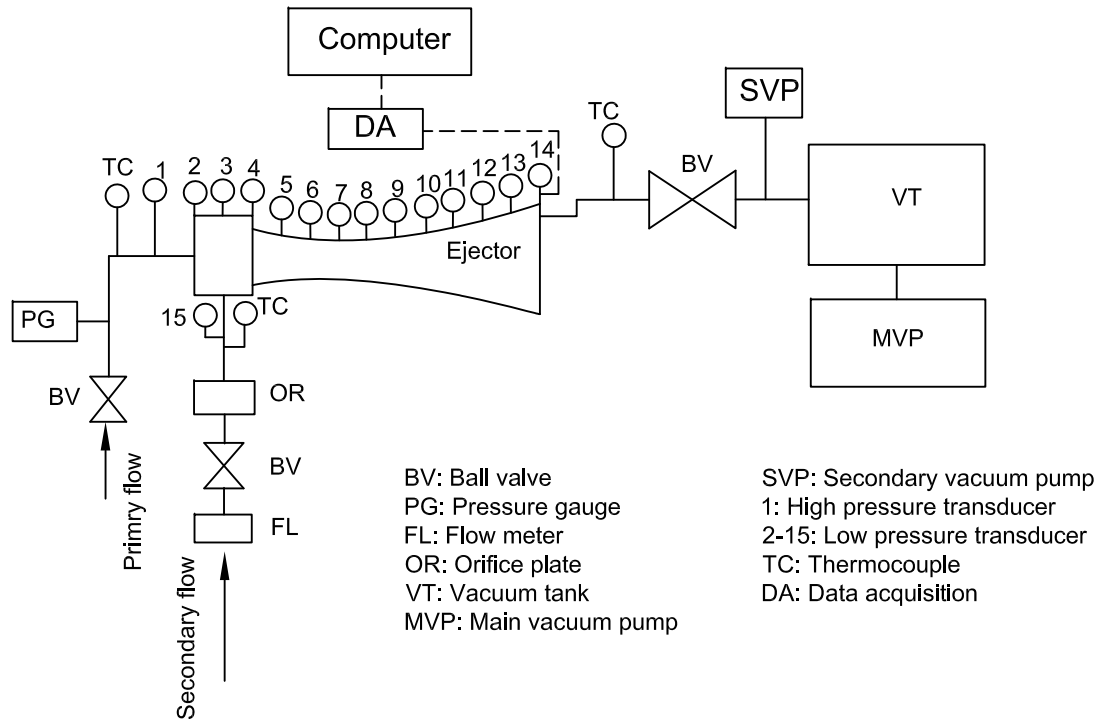 Computer
SVP
DA
TC
BV
VT
TC
1
2
3
4
5
6
7
8
9
10
11
12
13
14
Ejector
PG
15
TC
MVP
BV
OR
BV
FL
Primry flow
Secondary flow
BV: Ball valve
PG: Pressure gauge
FL: Flow meter
OR: Orifice plate
VT: Vacuum tank
MVP: Main vacuum pump
SVP: Secondary vacuum pump
1: High pressure transducer
2-15: Low pressure transducer
TC: Thermocouple
DA: Data acquisition